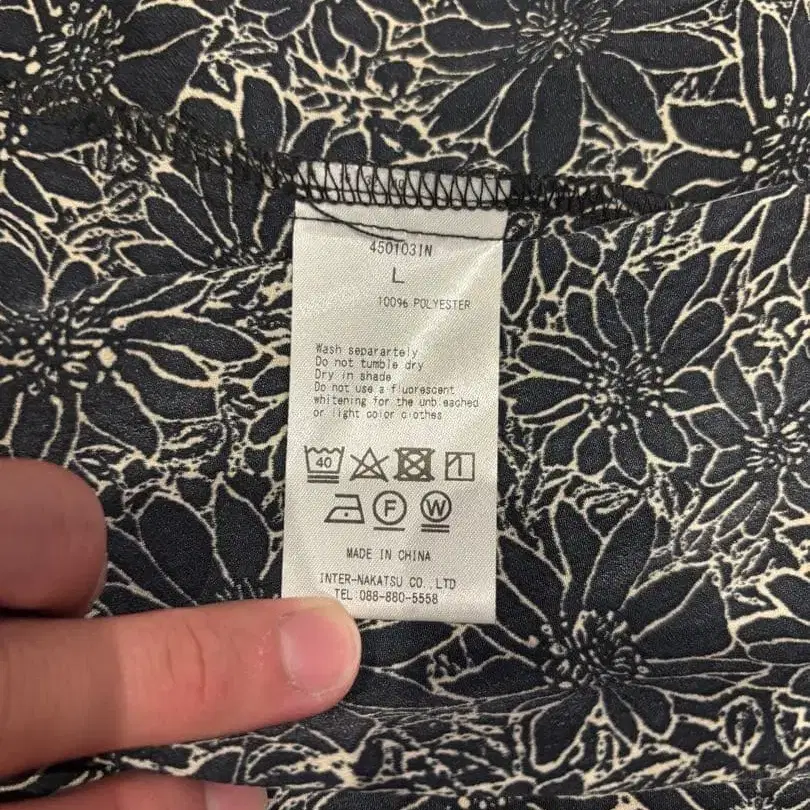 450103IN
L
100% POLYESTER
Wash separartely
Do not tumble dry
Dry in shade
Do not use a fluorescent
whitening for the unbleached
or light color clothes
40
F
W
MADE IN CHINA
INTER-NAKATSU CO.,LTD
TEL:088-880-5558